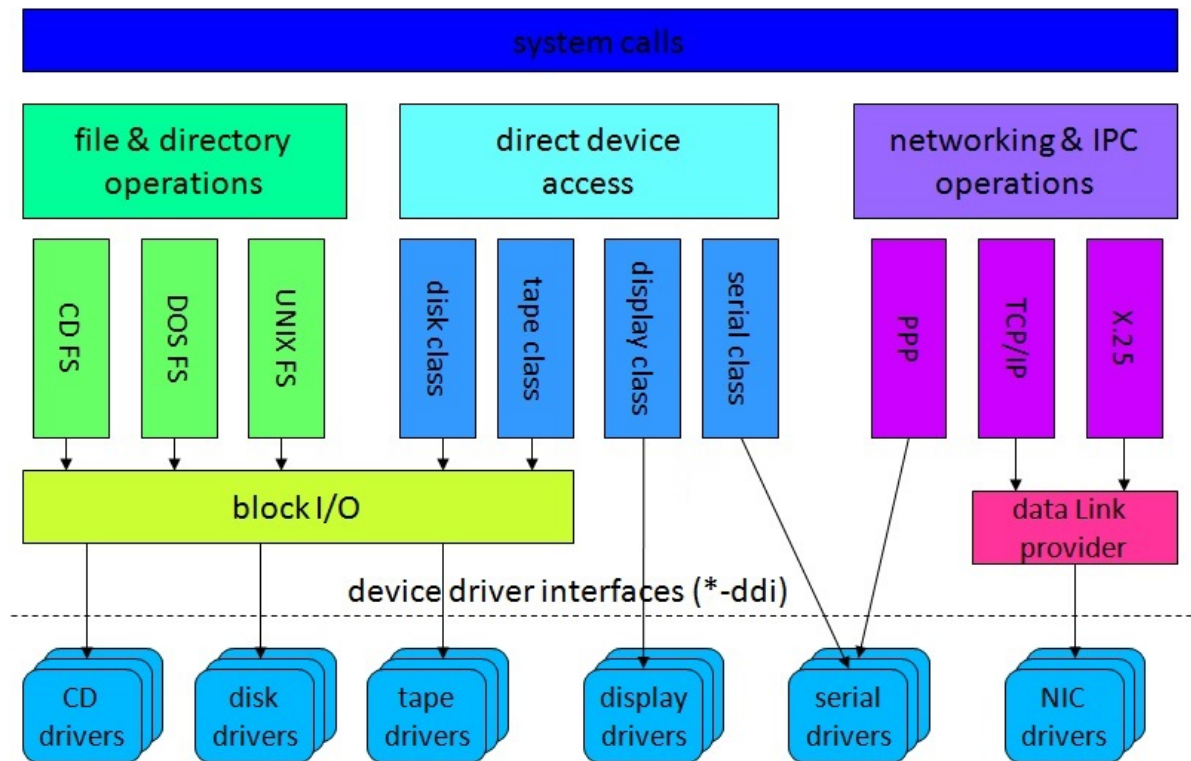 system calls
file & directory
operations
direct device
access
networking & IPC
operations
CD FS
DOS FS
UNIX FS
disk class
tape class
display class
serial class
PPP
TCP/IP
X.25
block I/O
data Link
provider
device driver interfaces (*-ddi)
CD
drivers
disk
drivers
tape
drivers
display
drivers
serial
drivers
NIC
drivers